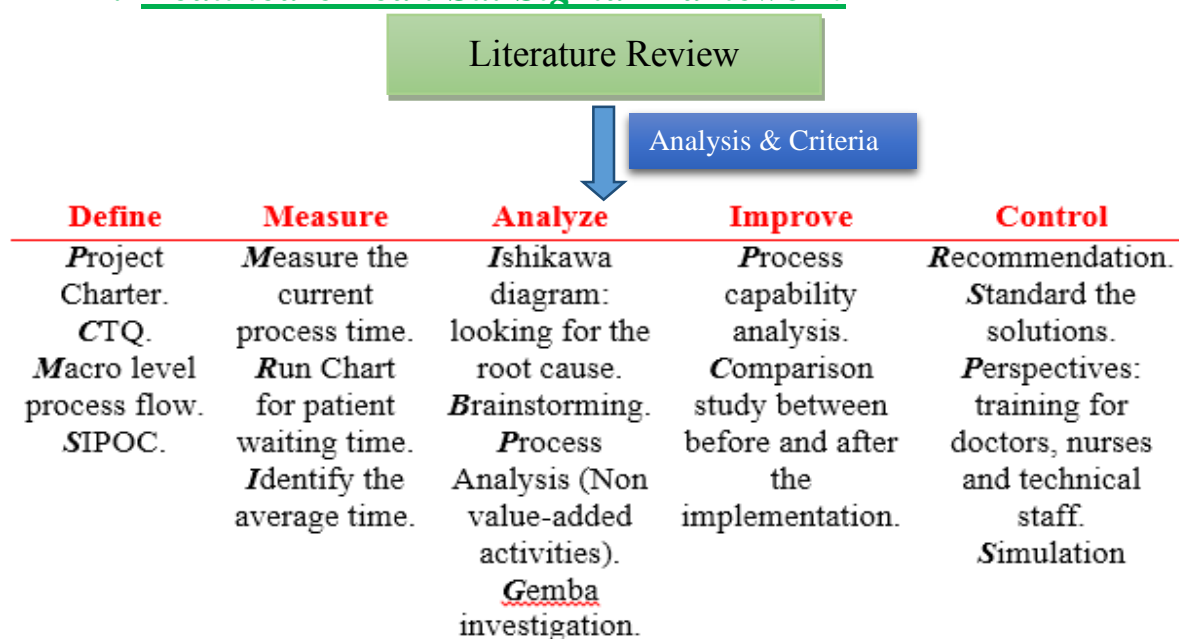 Literature Review
Analysis & Criteria
Define
Project
Charter.
CTQ.
Macro level
process flow.
SIPOC.
Measure
Measure the
current
process time.
Run Chart
for patient
waiting time.
Identify the
average time.
Analyze
Ishikawa
diagram:
looking for the
root cause.
Brainstorming.
Process
Analysis (Non
value-added
activities).
Gemba
investigation.
Improve
Process
capability
analysis.
Comparison
study between
before and after
the
implementation.
Control
Recommendation.
Standard the
solutions.
Perspectives:
training for
doctors, nurses
and technical
staff.
Simulation